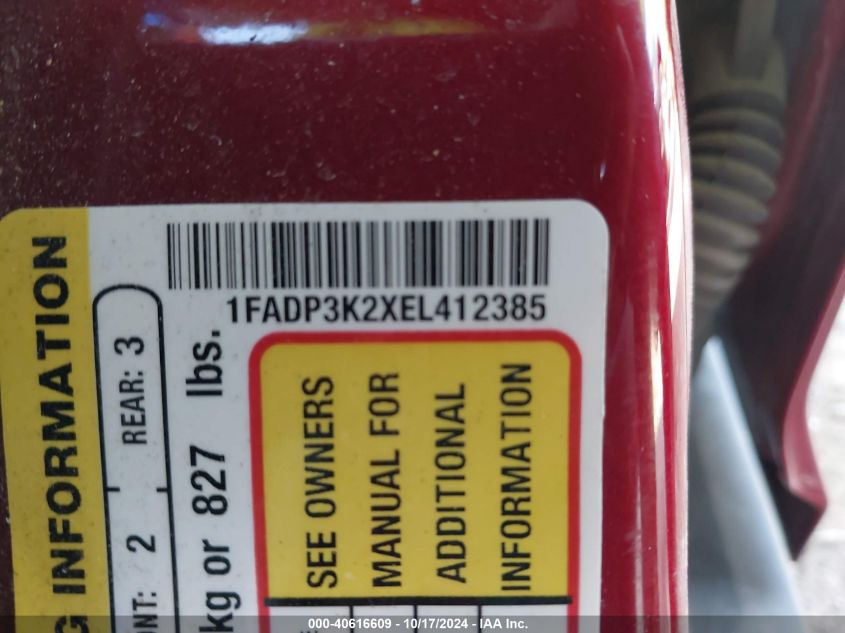 1FADP3K2XEL412385
INFORMATION
FRONT: 2 REAR: 3
kg or 827 lbs.
SEE OWNERS
MANUAL FOR
ADDITIONAL
INFORMATION
000-40616609 - 10/17/2024 - IAA Inc.